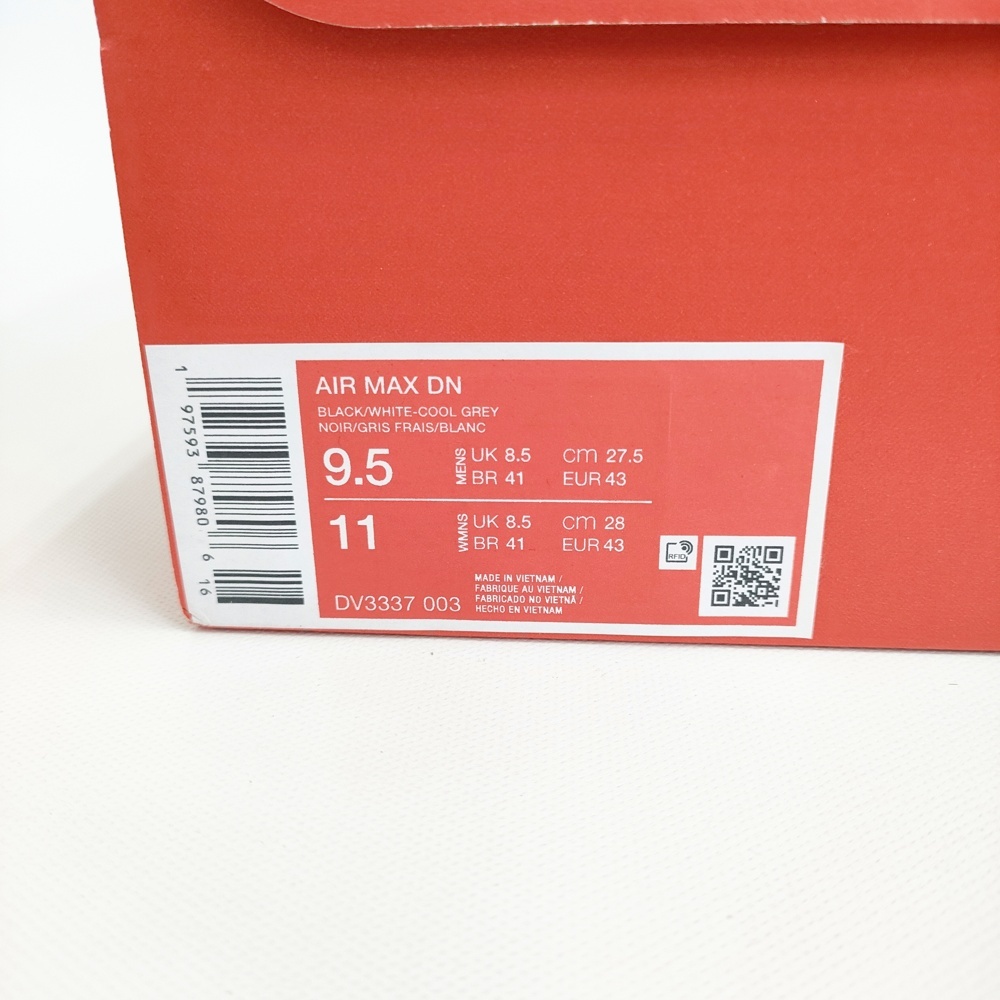 AIR MAX DN
BLACK/WHITE-COOL GREY
NOIR/GRIS FRAIS/BLANC
9.5 MENS UK 8.5 cm 27.5
BR 41 EUR 43
11 WMNS UK 8.5 cm 28
BR 41 EUR 43
RFID
DV3337 003
MADE IN VIETNAM /
FABRIQUE AU VIETNAM /
FABRICADO NO VIETNÃ /
HECHO EN VIETNAM
1 97593 87980 6 16